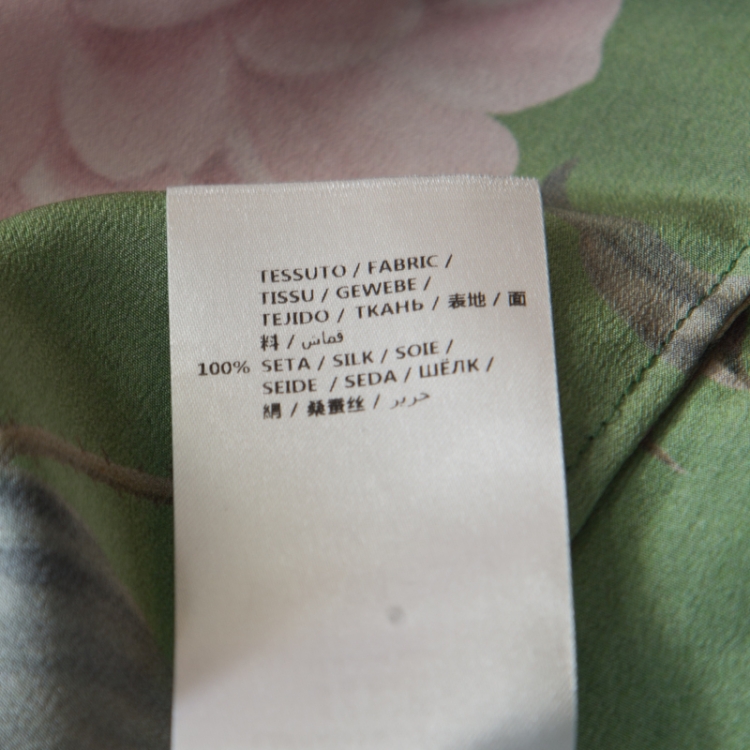 TESSUTO / FABRIC /
TISSU / GEWEBE /
TEJIDO / ТКАНЬ / 表地 / 面
料 / قماش
100% SETA / SILK / SOIE /
SEIDE / SEDA / ШЁЛК /
絹 / 桑蚕丝 / حرير